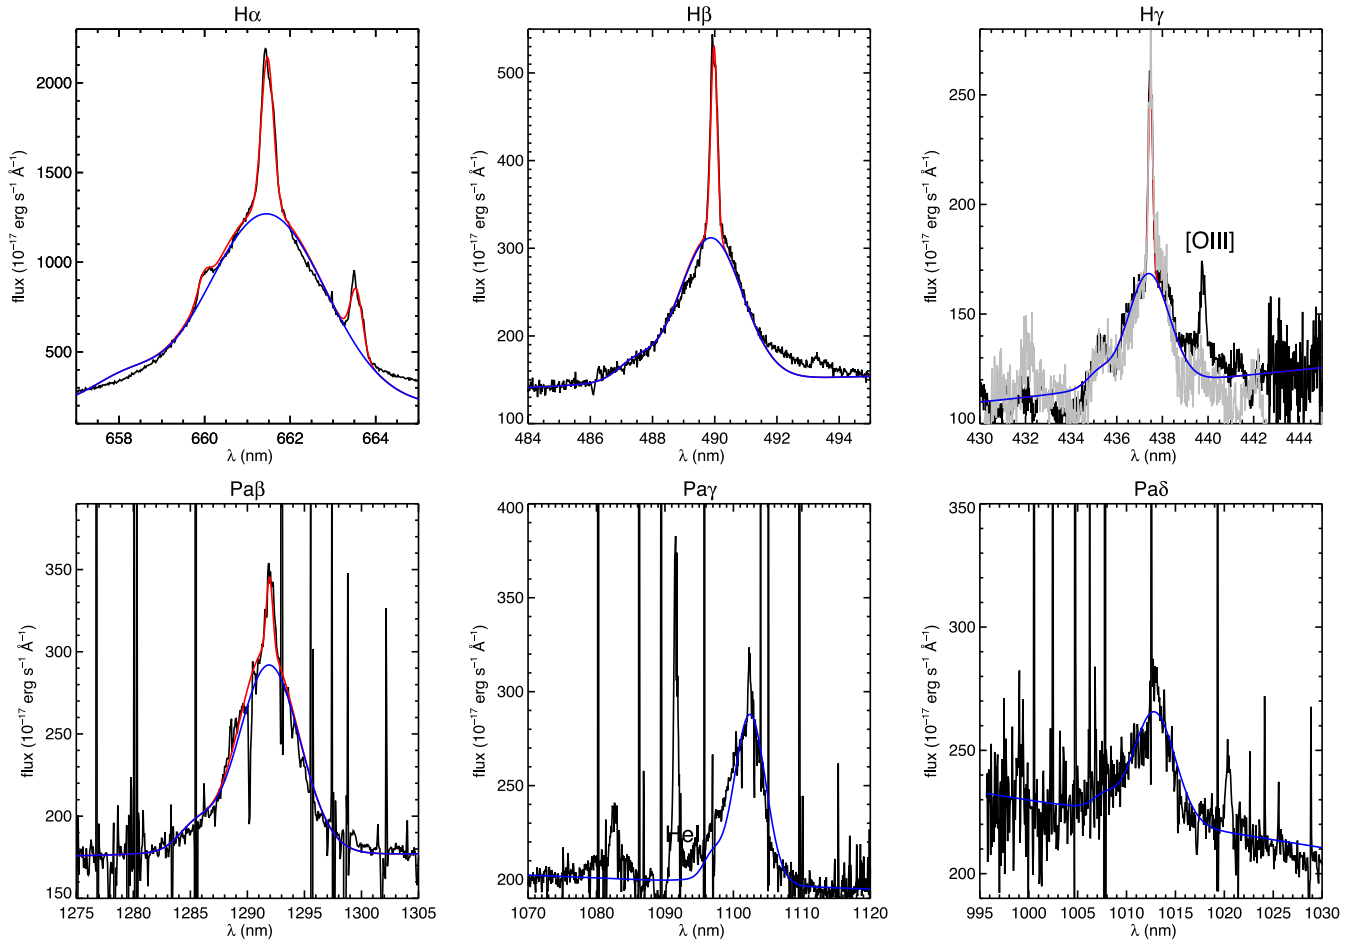 Hα
Hβ
Hγ
flux (10⁻¹⁷ erg s⁻¹ Å⁻¹)
2000
1500
1000
500
658 660 662 664
λ (nm)
flux (10⁻¹⁷ erg s⁻¹ Å⁻¹)
500
400
300
200
100
484 486 488 490 492 494
λ (nm)
flux (10⁻¹⁷ erg s⁻¹ Å⁻¹)
250
200
150
100
[OIII]
430 432 434 436 438 440 442 444
λ (nm)
Paβ
Paγ
Paδ
flux (10⁻¹⁷ erg s⁻¹ Å⁻¹)
350
300
250
200
150
1275 1280 1285 1290 1295 1300 1305
λ (nm)
flux (10⁻¹⁷ erg s⁻¹ Å⁻¹)
400
350
300
250
200
HeI
1070 1080 1090 1100 1110 1120
λ (nm)
flux (10⁻¹⁷ erg s⁻¹ Å⁻¹)
350
300
250
200
995 1000 1005 1010 1015 1020 1025 1030
λ (nm)